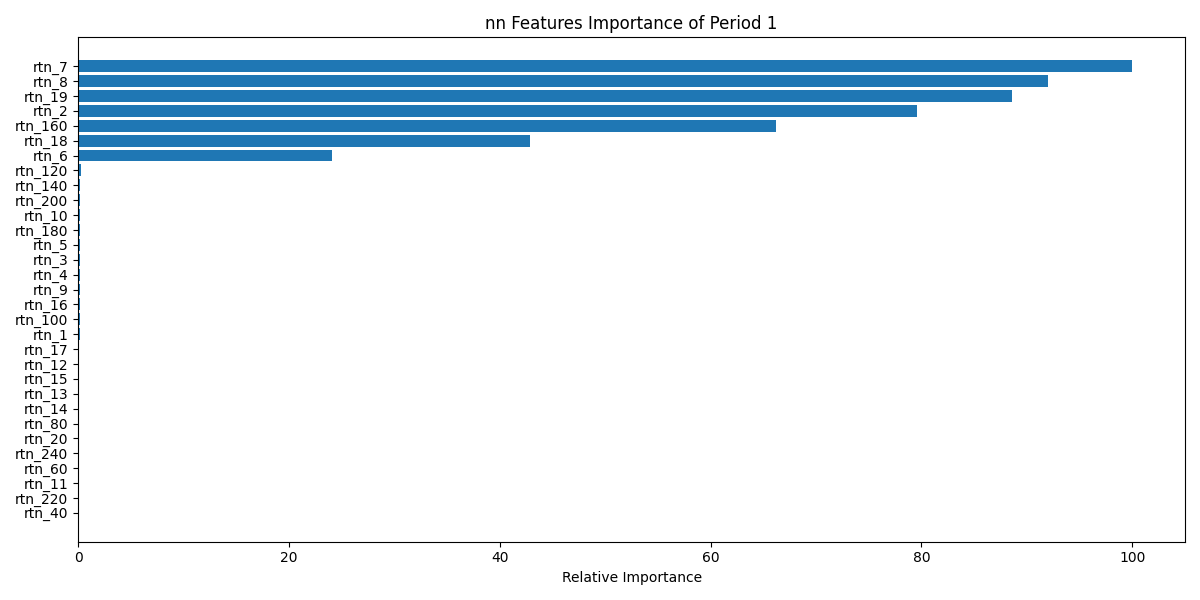 nn Features Importance of Period 1
rtn_7
rtn_8
rtn_19
rtn_2
rtn_160
rtn_18
rtn_6
rtn_120
rtn_140
rtn_200
rtn_10
rtn_180
rtn_5
rtn_3
rtn_4
rtn_9
rtn_16
rtn_100
rtn_1
rtn_17
rtn_12
rtn_15
rtn_13
rtn_14
rtn_80
rtn_20
rtn_240
rtn_60
rtn_11
rtn_220
rtn_40
0 20 40 60 80 100
Relative Importance